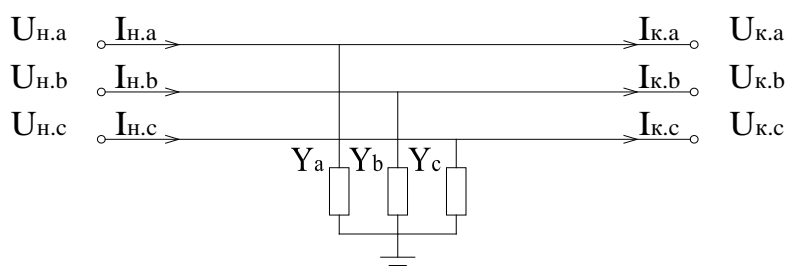 Uн.a Iн.a Iк.a Uк.a
Uн.b Iн.b Iк.b Uк.b
Uн.c Iн.c Iк.c Uк.c
Ya Yb Yc